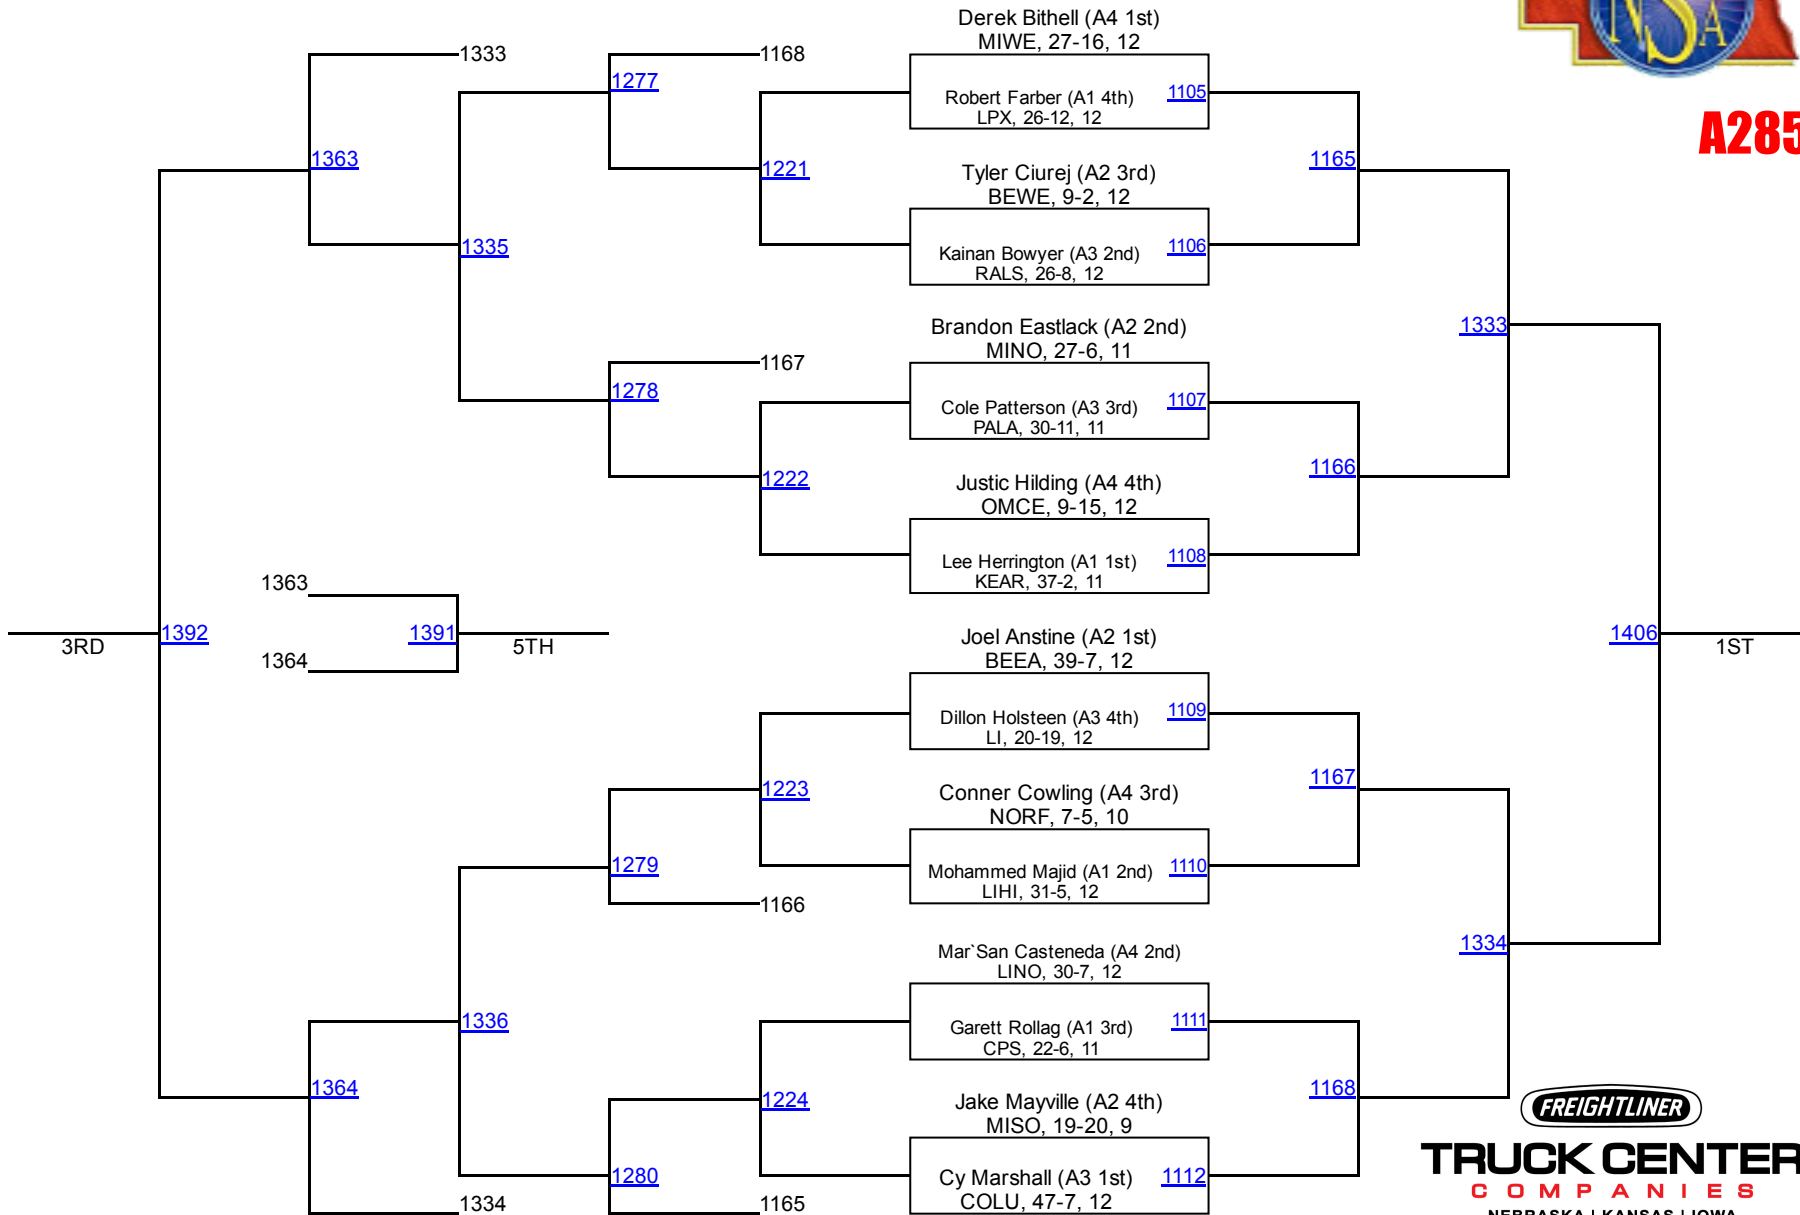 Derek Bithell (A4 1st)
MIWE, 27-16, 12
1333
1168
1277
Robert Farber (A1 4th)
1105
LPX, 26-12, 12
A285
1363
1221
1165
Tyler Ciurej (A2 3rd)
BEWE, 9-2, 12
1335
Kainan Bowyer (A3 2nd)
1106
RALS, 26-8, 12
Brandon Eastlack (A2 2nd)
MINO, 27-6, 11
1333
1167
1278
Cole Patterson (A3 3rd)
1107
PALA, 30-11, 11
1222
1166
Justic Hilding (A4 4th)
OMCE, 9-15, 12
Lee Herrington (A1 1st)
1108
KEAR, 37-2, 11
1363
1392
1391
3RD
5TH
1364
Joel Anstine (A2 1st)
BEEA, 39-7, 12
1406
1ST
Dillon Holsteen (A3 4th)
1109
LI, 20-19, 12
1223
1167
Conner Cowling (A4 3rd)
NORF, 7-5, 10
1279
Mohammed Majid (A1 2nd)
1110
LIHI, 31-5, 12
1166
Mar`San Casteneda (A4 2nd)
LINO, 30-7, 12
1334
1336
Garett Rollag (A1 3rd)
1111
CPS, 22-6, 11
1364
1224
1168
Jake Mayville (A2 4th)
MISO, 19-20, 9
1280
Cy Marshall (A3 1st)
1112
COLU, 47-7, 12
1334
1165
NSA
FREIGHTLINER
TRUCK CENTER
COMPANIES
NEBRASKA | KANSAS | IOWA